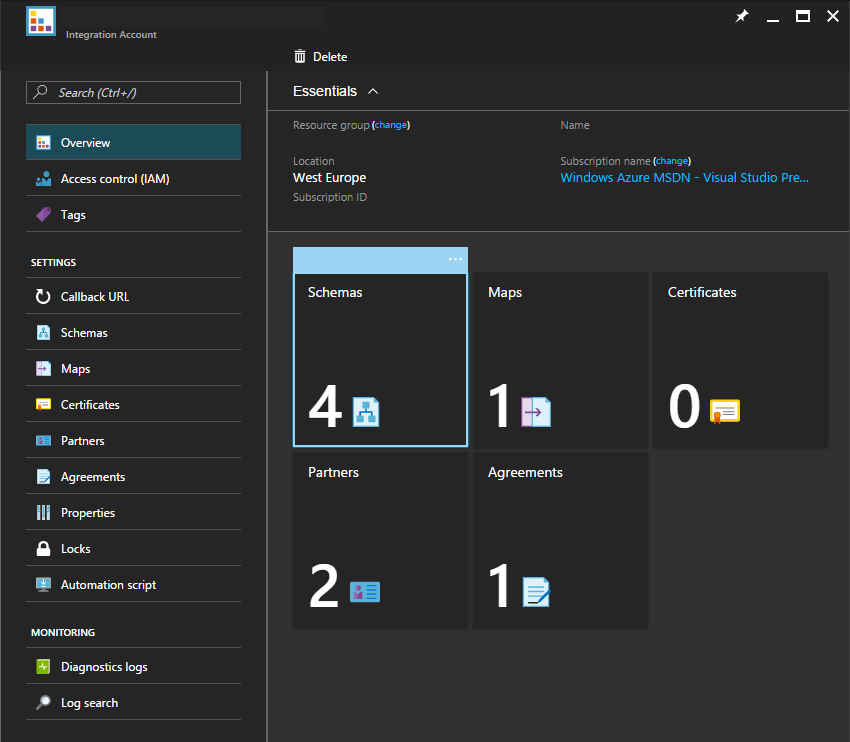 Integration Account
Delete
Search (Ctrl+/)
Overview
Access control (IAM)
Tags
SETTINGS
Callback URL
Schemas
Maps
Certificates
Partners
Agreements
Properties
Locks
Automation script
MONITORING
Diagnostics logs
Log search
Essentials
Resource group (change)
Name
Location
West Europe
Subscription name (change)
Windows Azure MSDN - Visual Studio Pre...
Subscription ID
Schemas
4
Maps
1
Certificates
0
Partners
2
Agreements
1